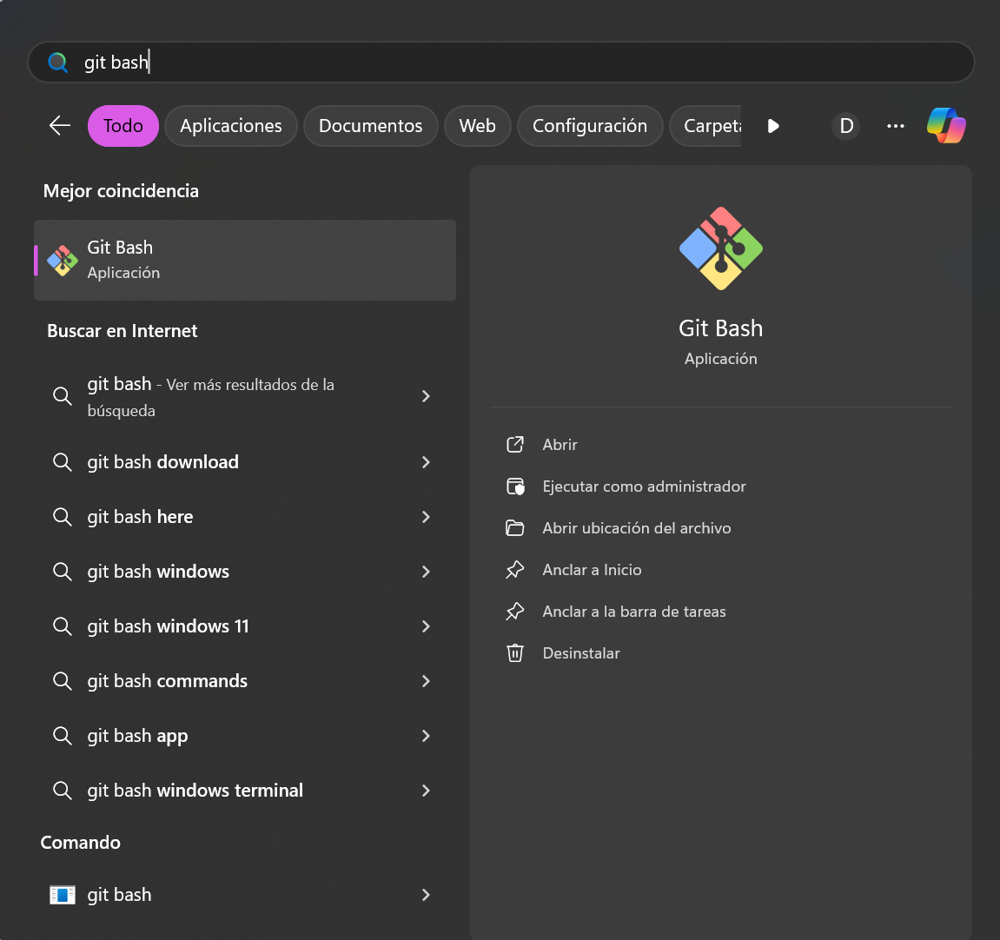 git bash
Todo
Aplicaciones
Documentos
Web
Configuración
Carpeta
D
Mejor coincidencia
Git Bash
Aplicación
Buscar en Internet
git bash - Ver más resultados de la
búsqueda
git bash download
git bash here
git bash windows
git bash windows 11
git bash commands
git bash app
git bash windows terminal
Comando
git bash
Git Bash
Aplicación
Abrir
Ejecutar como administrador
Abrir ubicación del archivo
Anclar a Inicio
Anclar a la barra de tareas
Desinstalar